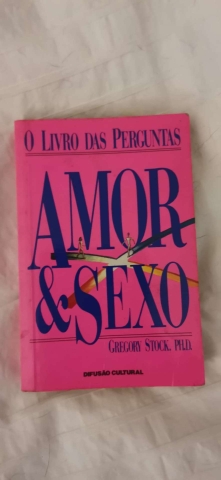 O LIVRO DAS PERGUNTAS
AMOR
& SEXO
GREGORY STOCK, PH.D.
DIFUSÃO CULTURAL